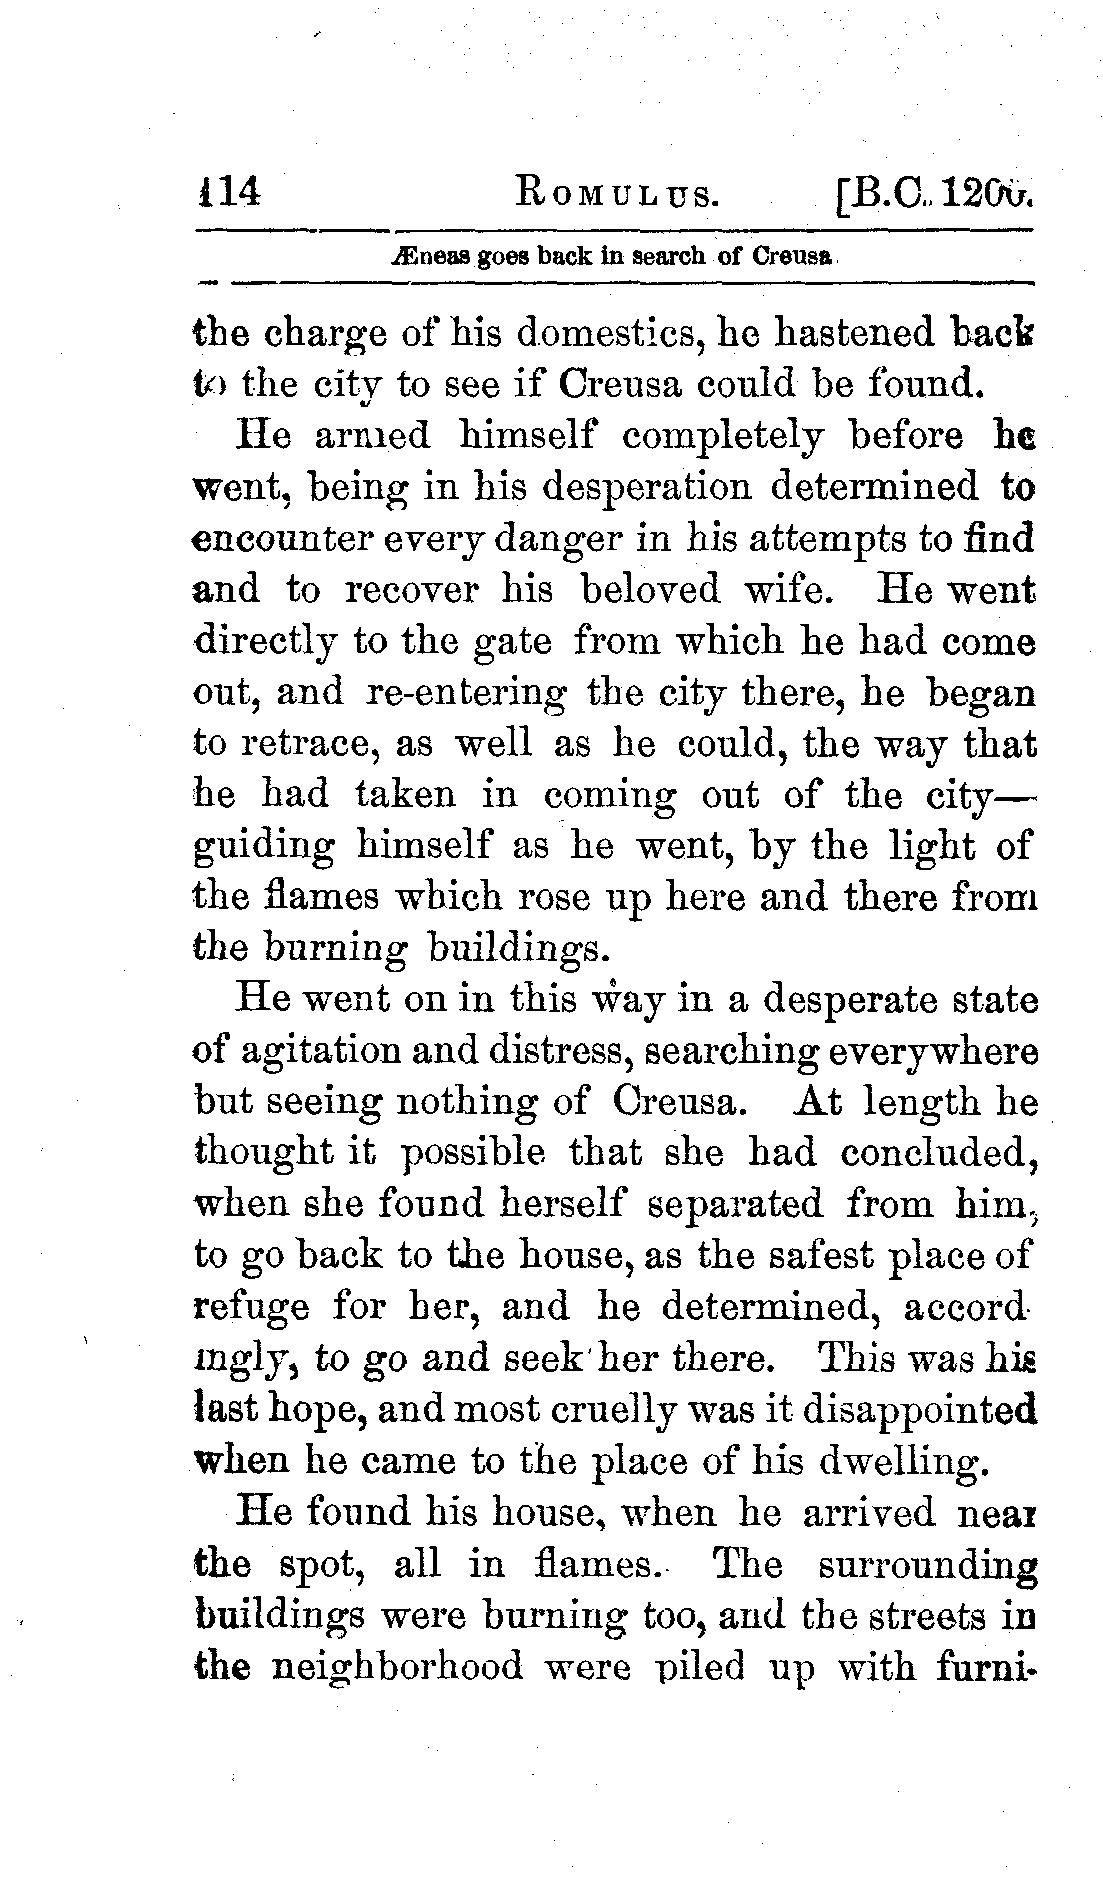 114 ROMULUS. [B.C. 1200.
Æneas goes back in search of Creusa.
the charge of his domestics, he hastened back
to the city to see if Creusa could be found.
He armed himself completely before he
went, being in his desperation determined to
encounter every danger in his attempts to find
and to recover his beloved wife. He went
directly to the gate from which he had come
out, and re-entering the city there, he began
to retrace, as well as he could, the way that
he had taken in coming out of the city—
guiding himself as he went, by the light of
the flames which rose up here and there from
the burning buildings.
He went on in this way in a desperate state
of agitation and distress, searching everywhere
but seeing nothing of Creusa. At length he
thought it possible that she had concluded,
when she found herself separated from him,
to go back to the house, as the safest place of
refuge for her, and he determined, accord-
ingly, to go and seek her there. This was his
last hope, and most cruelly was it disappointed
when he came to the place of his dwelling.
He found his house, when he arrived near
the spot, all in flames. The surrounding
buildings were burning too, and the streets in
the neighborhood were piled up with furni-